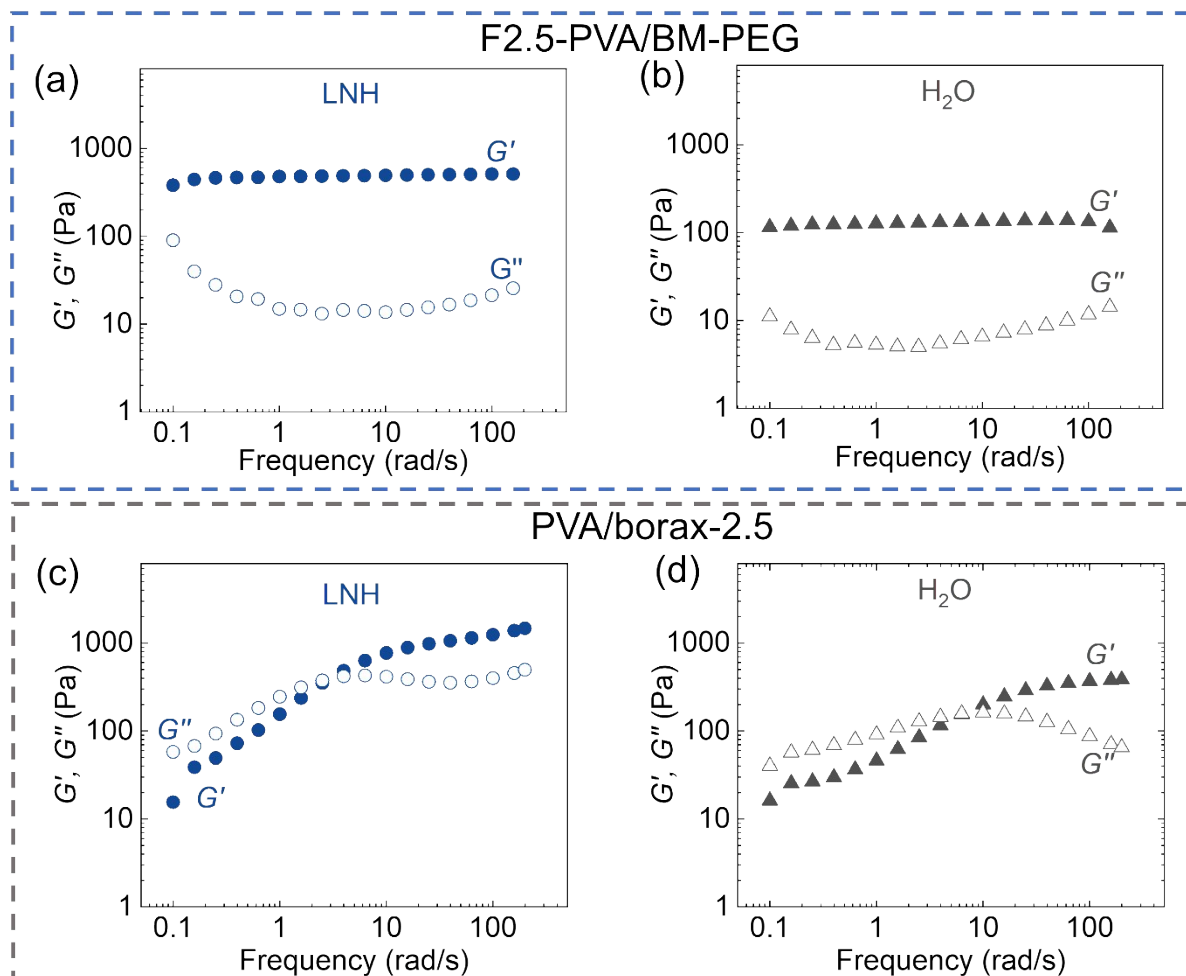 F2.5-PVA/BM-PEG
(a)
LNH
G′
G″
1000
100
10
1
G′, G″ (Pa)
0.1 1 10 100
Frequency (rad/s)
(b)
H₂O
G′
G″
1000
100
10
1
G′, G″ (Pa)
0.1 1 10 100
Frequency (rad/s)
PVA/borax-2.5
(c)
LNH
G″
G′
1000
100
10
1
G′, G″ (Pa)
0.1 1 10 100
Frequency (rad/s)
(d)
H₂O
G′
G″
1000
100
10
1
G′, G″ (Pa)
0.1 1 10 100
Frequency (rad/s)